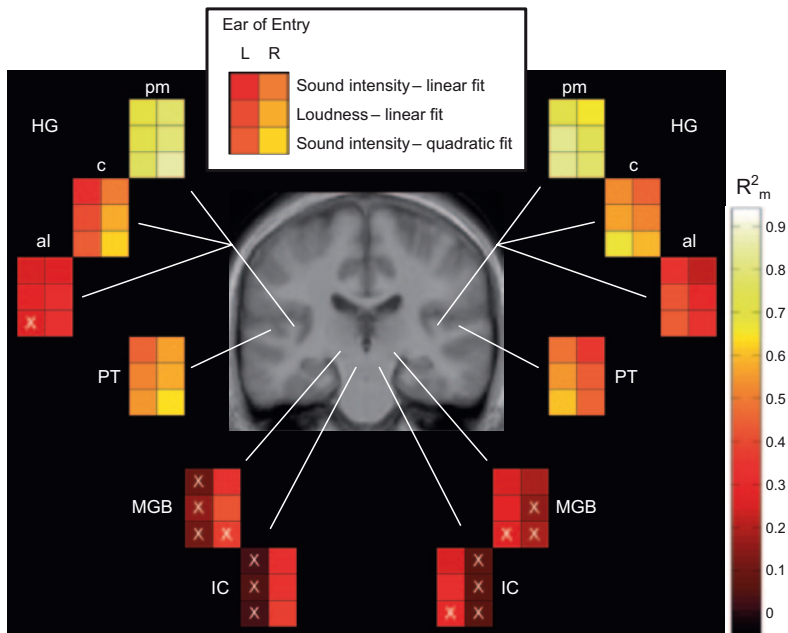 Ear of Entry
L R
Sound intensity – linear fit
Loudness – linear fit
Sound intensity – quadratic fit
pm
pm
HG
HG
c
c
R²m
al
al
0.9
0.8
0.7
X
0.6
PT
PT
0.5
0.4
0.3
X
MGB
X
X
MGB
X
0.2
X X
X X
X
X
0.1
IC
X
X
IC
X
X X
0